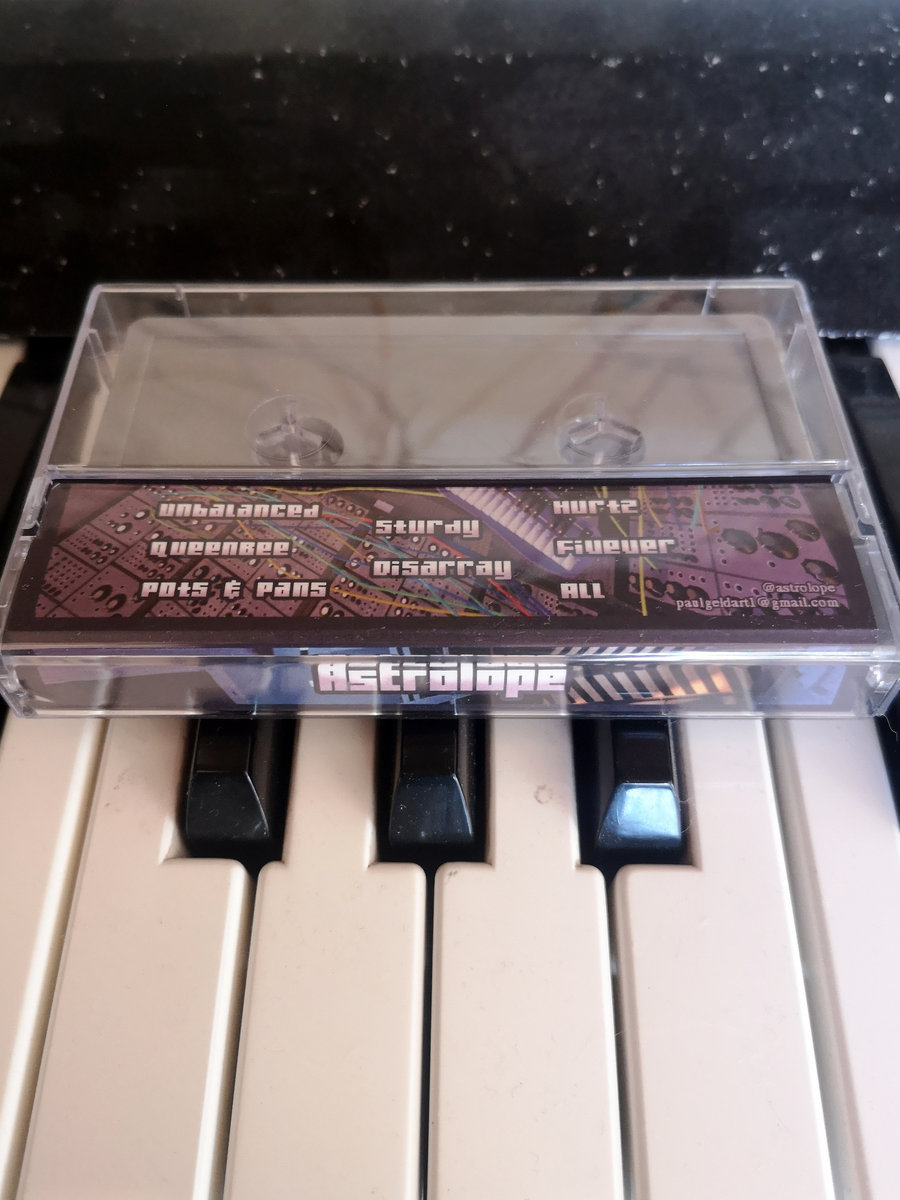 Unbalanced
QueenBee
Pots & Pans
Sturdy
Disarray
Hurtz
Fivever
ALL
@astrolope
paulgeldart1@gmail.com
Astrolope